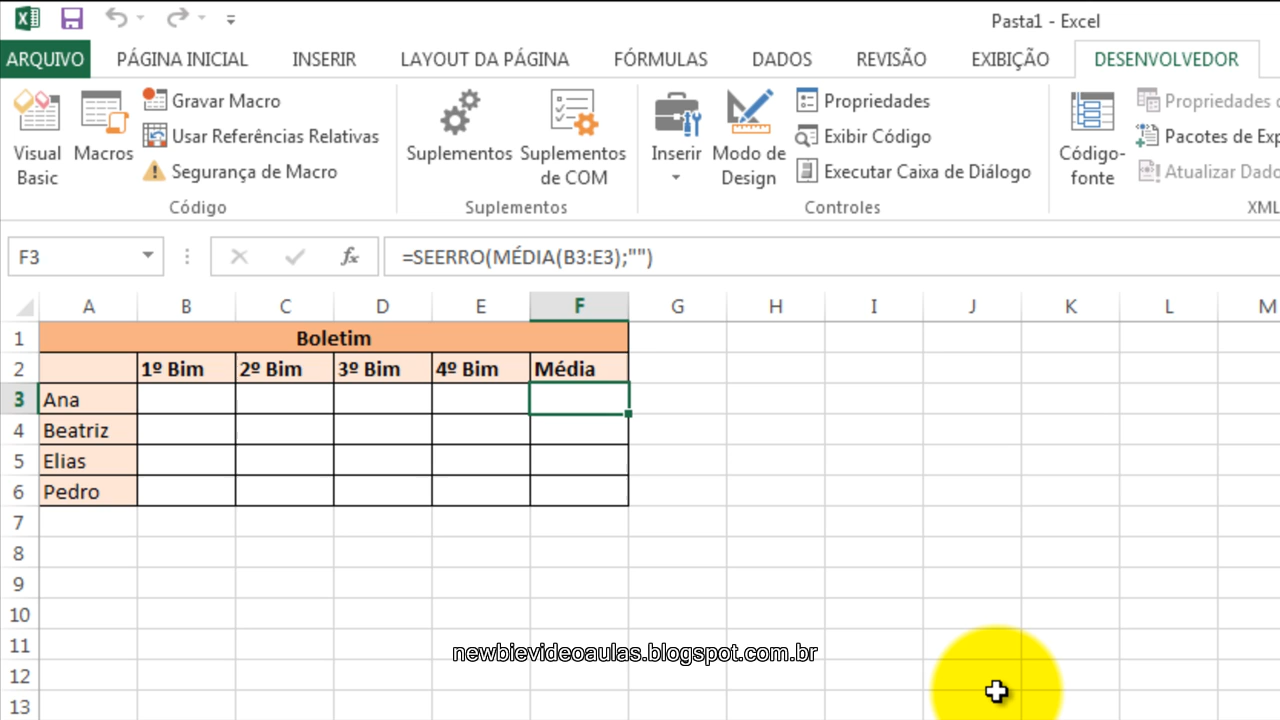 Pasta1 - Excel
ARQUIVO PÁGINA INICIAL INSERIR LAYOUT DA PÁGINA FÓRMULAS DADOS REVISÃO EXIBIÇÃO DESENVOLVEDOR
Visual Basic
Macros
Gravar Macro
Usar Referências Relativas
Segurança de Macro
Código
Suplementos
Suplementos de COM
Suplementos
Inserir
Modo de Design
Propriedades
Exibir Código
Executar Caixa de Diálogo
Controles
Código-fonte
Propriedades d
Pacotes de Exp
Atualizar Dado
XML
F3 fx =SEERRO(MÉDIA(B3:E3);"")
A B C D E F G H I J K L M
1 Boletim
2 1º Bim 2º Bim 3º Bim 4º Bim Média
3 Ana
4 Beatriz
5 Elias
6 Pedro
7
8
9
10
11
12
13
newbievideoaulas.blogspot.com.br